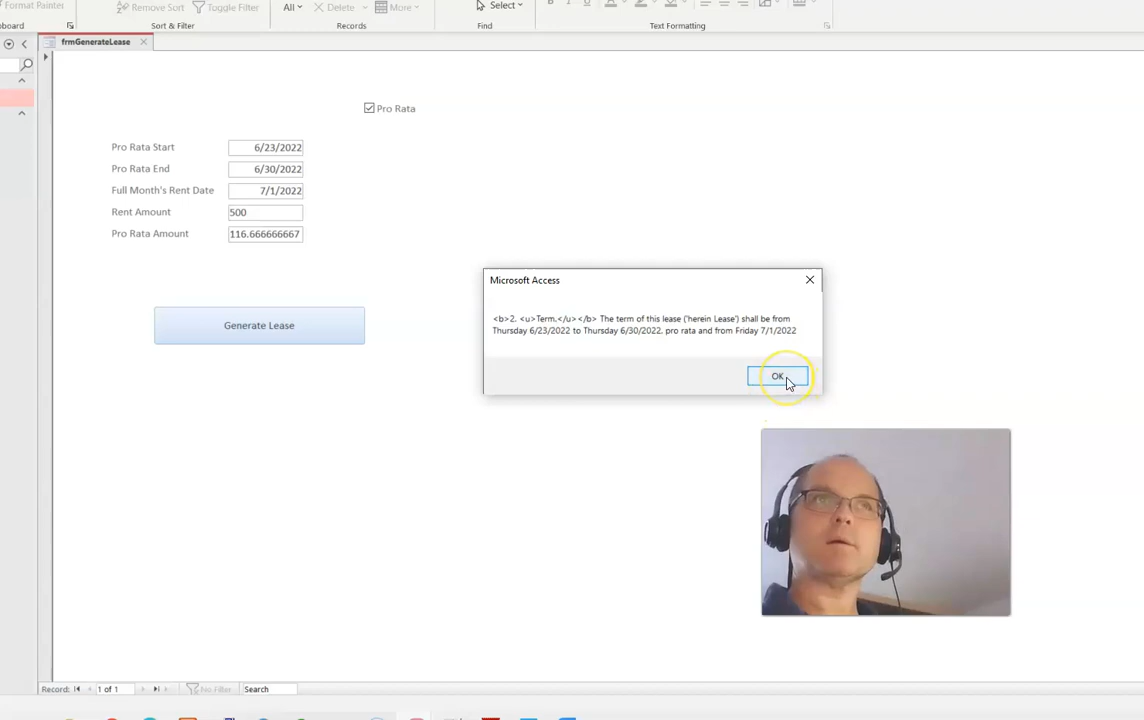 Format Painter
Remove Sort
Toggle Filter
All
Delete
More
Select
Sort & Filter
Records
Find
Text Formatting
frmGenerateLease
Pro Rata
Pro Rata Start 6/23/2022
Pro Rata End 6/30/2022
Full Month's Rent Date 7/1/2022
Rent Amount 500
Pro Rata Amount 116.666666667
Generate Lease
Microsoft Access
<b>2. <u>Term.</u></b> The term of this lease ('herein Lease') shall be from
Thursday 6/23/2022 to Thursday 6/30/2022. pro rata and from Friday 7/1/2022
OK
Record: 1 of 1 No Filter Search